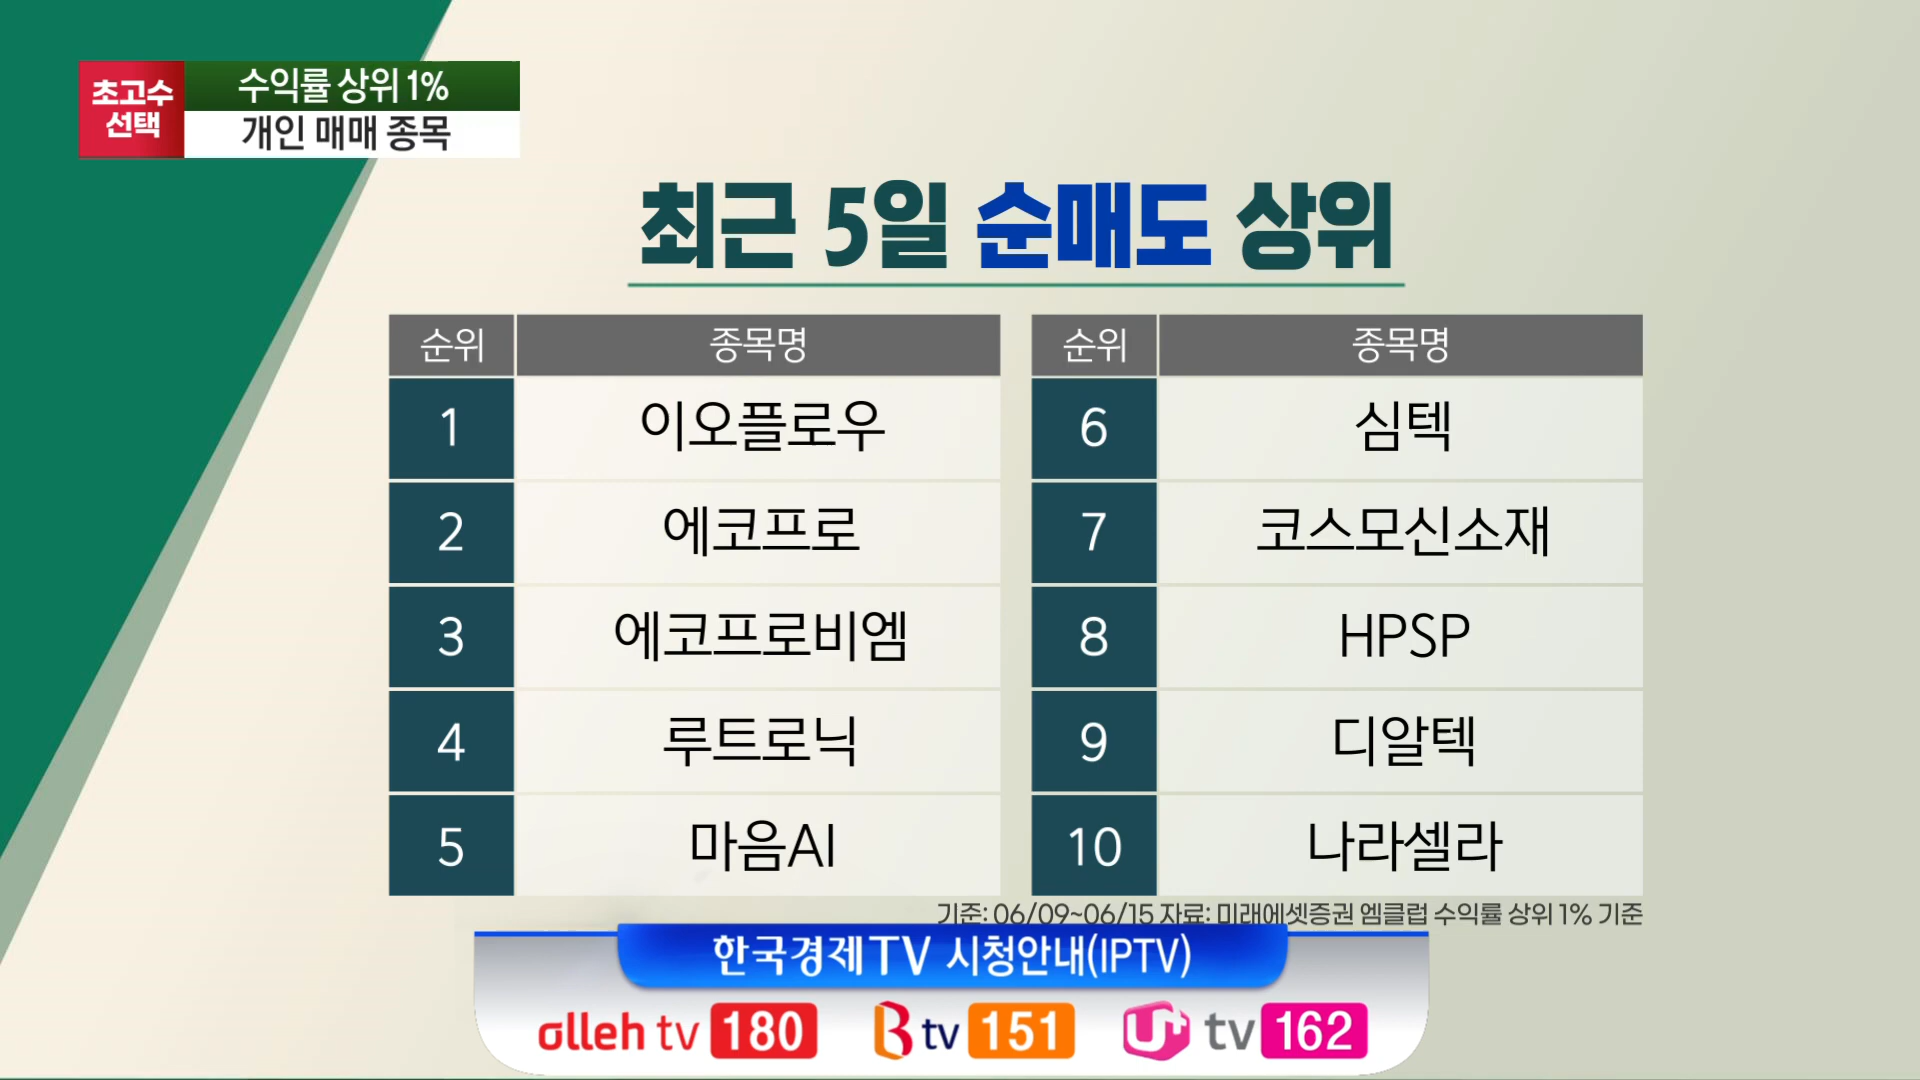 초고수
선택
수익률 상위 1%
개인 매매 종목
최근 5일 순매도 상위
순위 종목명
1 이오플로우
2 에코프로
3 에코프로비엠
4 루트로닉
5 마음AI
순위 종목명
6 심텍
7 코스모신소재
8 HPSP
9 디알텍
10 나라셀라
기준: 06/09~06/15 자료: 미래에셋증권 엠클럽 수익률 상위 1% 기준
한국경제TV 시청안내(IPTV)
olleh tv 180 B tv 151 U+ tv 162